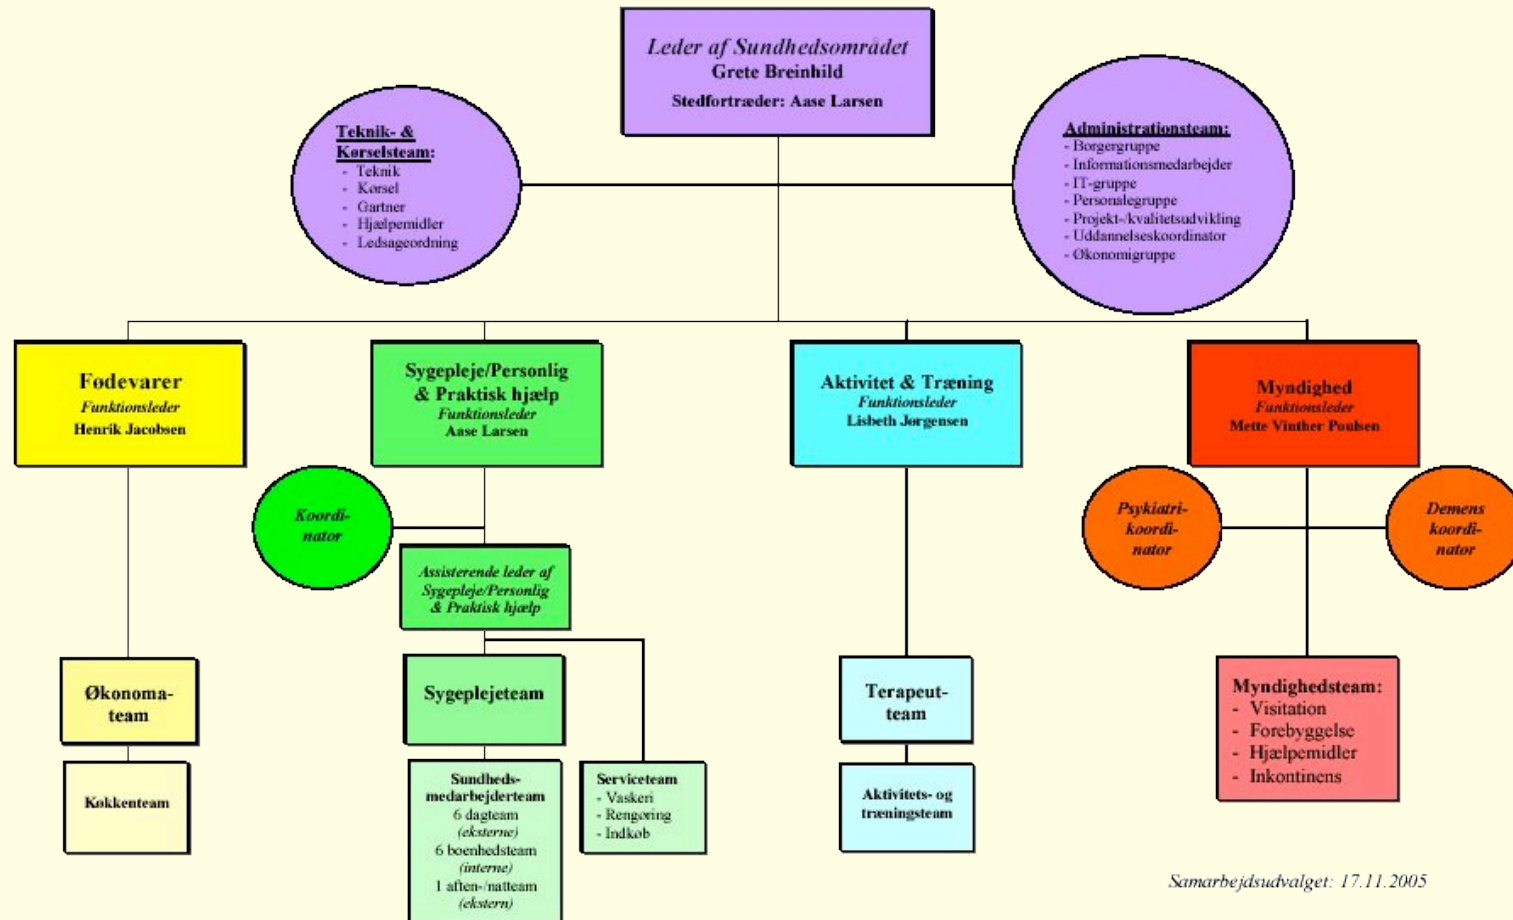 Leder af Sundhedsområdet
Grete Breinhild
Stedfortræder: Aase Larsen
Teknik- &
Kørselsteam:
- Teknik
- Kørsel
- Gartner
- Hjælpemidler
- Ledsageordning
Administrationsteam:
- Borgergruppe
- Informationsmedarbejder
- IT-gruppe
- Personalegruppe
- Projekt-/kvalitetsudvikling
- Uddannelseskoordinator
- Økonomigruppe
Fødevarer
Funktionsleder
Henrik Jacobsen
Sygepleje/Personlig
& Praktisk hjælp
Funktionsleder
Aase Larsen
Aktivitet & Træning
Funktionsleder
Lisbeth Jørgensen
Myndighed
Funktionsleder
Mette Vinther Poulsen
Koordi-
nator
Psykiatri-
koordi-
nator
Demens
koordi-
nator
Assisterende leder af
Sygepleje/Personlig
& Praktisk hjælp
Økonoma-
team
Sygeplejeteam
Terapeut-
team
Myndighedsteam:
- Visitation
- Forebyggelse
- Hjælpemidler
- Inkontinens
Køkkenteam
Sundheds-
medarbejderteam
6 dagteam
(eksterne)
6 boenhedsteam
(interne)
1 aften-/natteam
(ekstern)
Serviceteam
- Vaskeri
- Rengøring
- Indkøb
Aktivitets- og
træningsteam
Samarbejdsudvalget: 17.11.2005